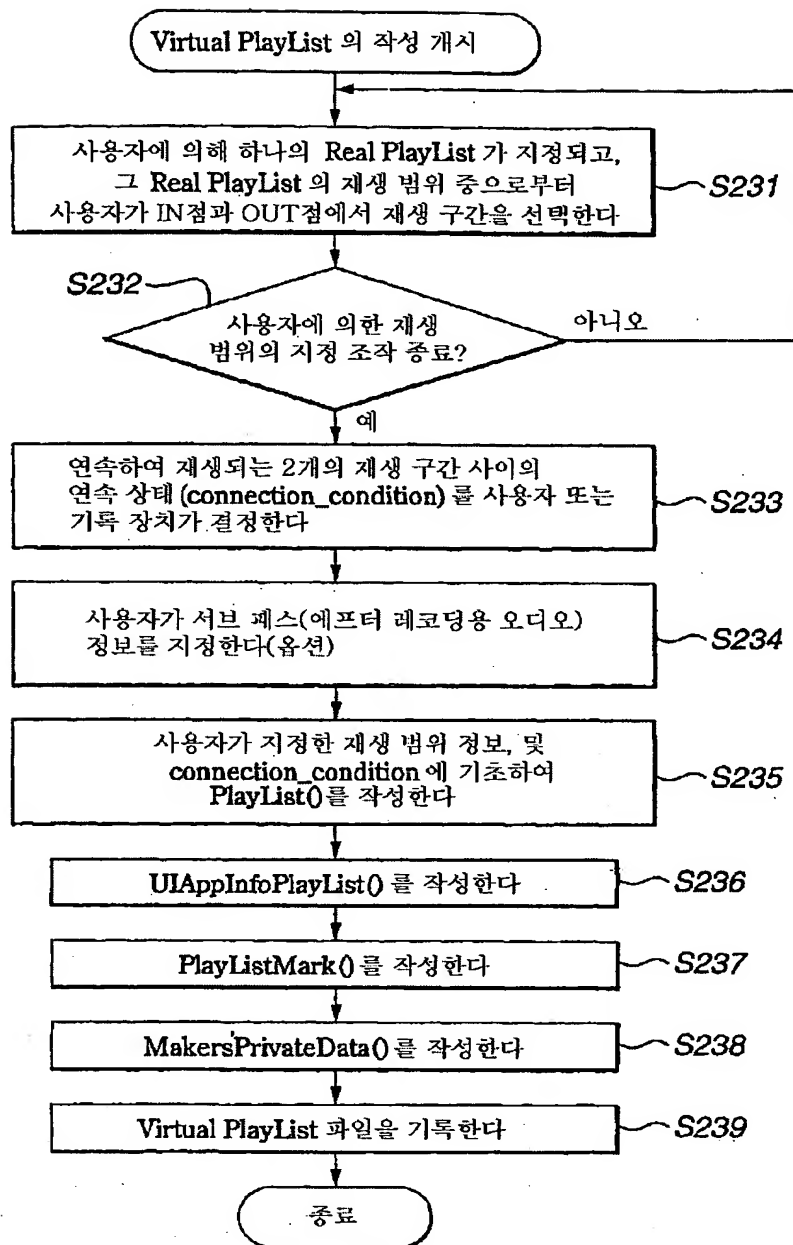 Virtual PlayList 의 작성 개시
사용자에 의해 하나의 Real PlayList 가 지정되고,
그 Real PlayList 의 재생 범위 중으로부터
사용자가 IN점과 OUT점에서 재생 구간을 선택한다
S231
S232
사용자에 의한 재생
범위의 지정 조작 종료?
아니오
예
연속하여 재생되는 2개의 재생 구간 사이의
연속 상태 (connection_condition) 를 사용자 또는
기록 장치가 결정한다
S233
사용자가 서브 패스(애프터 레코딩용 오디오)
정보를 지정한다(옵션)
S234
사용자가 지정한 재생 범위 정보, 및
connection_condition 에 기초하여
PlayList()를 작성한다
S235
UIAppInfoPlayList() 를 작성한다
S236
PlayListMark() 를 작성한다
S237
Makers'PrivateData() 를 작성한다
S238
Virtual PlayList 파일을 기록한다
S239
종료